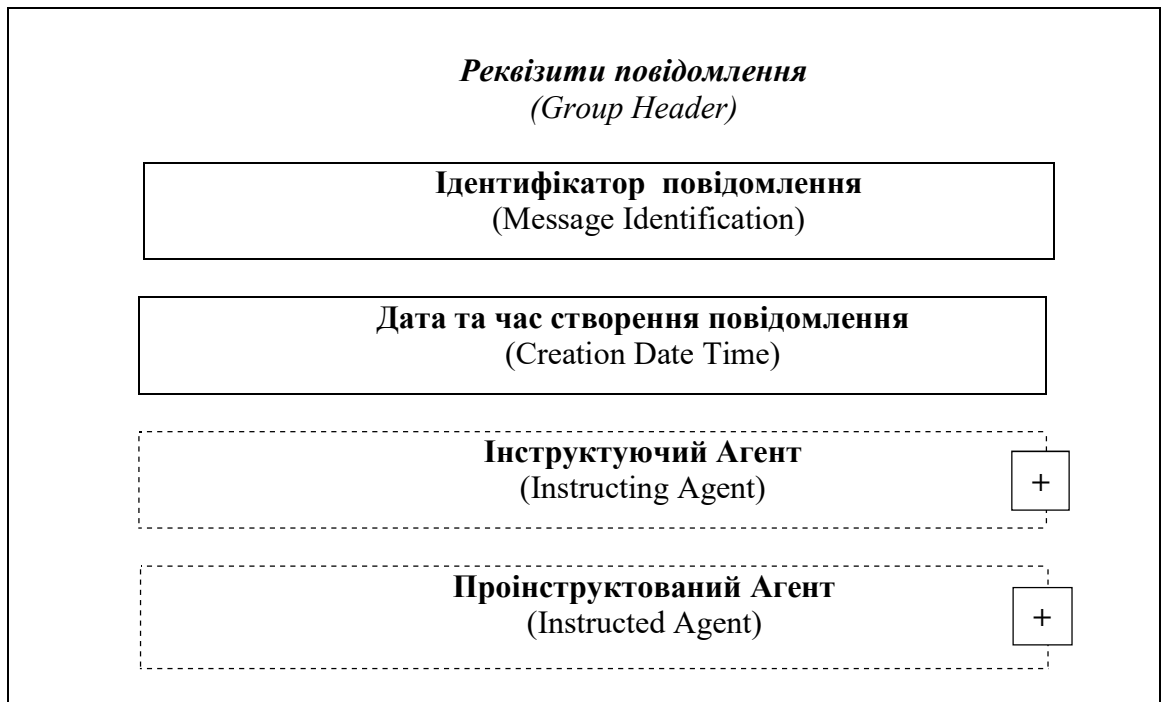 Реквізити повідомлення
(Group Header)
Ідентифікатор повідомлення
(Message Identification)
Дата та час створення повідомлення
(Creation Date Time)
Інструктуючий Агент
(Instructing Agent)
+
Проінструктований Агент
(Instructed Agent)
+